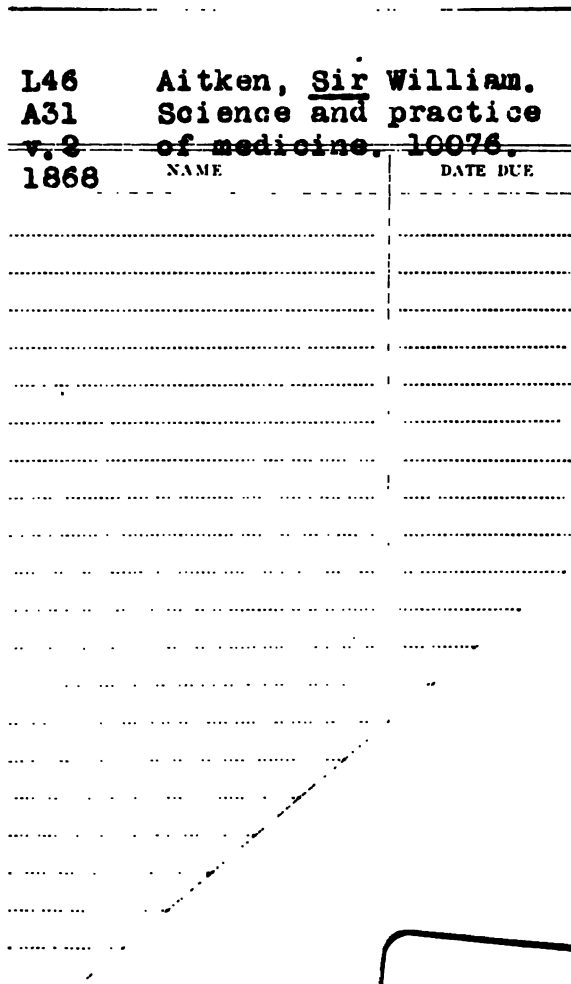 L46 Aitken, Sir William.
A31 Science and practice
v.2 of medicine. 10076.
1868 NAME DATE DUE